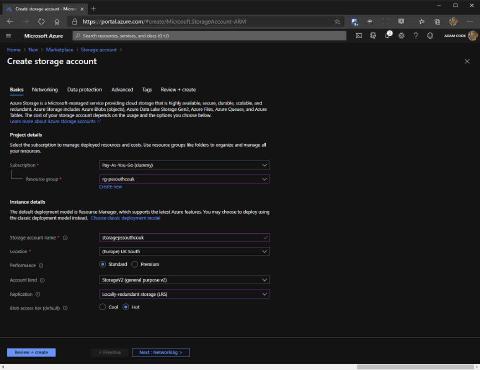 Create storage account - Micros
https://portal.azure.com/#create/Microsoft.StorageAccount-ARM
Microsoft Azure
Search resources, services, and docs (G+/)
ADAM COOK
Home > New > Marketplace > Storage account >
Create storage account
Basics Networking Data protection Advanced Tags Review + create
Azure Storage is a Microsoft-managed service providing cloud storage that is highly available, secure, durable, scalable, and
redundant. Azure Storage includes Azure Blobs (objects), Azure Data Lake Storage Gen2, Azure Files, Azure Queues, and Azure
Tables. The cost of your storage account depends on the usage and the options you choose below.
Learn more about Azure storage accounts
Project details
Select the subscription to manage deployed resources and costs. Use resource groups like folders to organize and manage all
your resources.
Subscription *
Pay-As-You-Go (dummy)
Resource group *
rg-pssouthcouk
Create new
Instance details
The default deployment model is Resource Manager, which supports the latest Azure features. You may choose to deploy using
the classic deployment model instead. Choose classic deployment model
Storage account name *
storagepssouthcouk
Location *
(Europe) UK South
Performance
Standard Premium
Account kind
StorageV2 (general purpose v2)
Replication
Locally-redundant storage (LRS)
Blob access tier (default)
Cool Hot
Review + create
< Previous
Next : Networking >